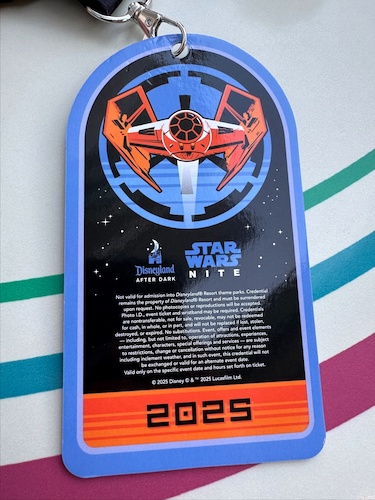 Disneyland
AFTER DARK
STAR
WARS
NITE
Not valid for admission into Disneyland® Resort theme parks. Credential
remains the property of Disneyland® Resort and must be surrendered
upon request. No photocopies or reproductions will be accepted.
Photo I.D., event ticket and wristband may be required. Credentials
are nontransferable, not for sale, revocable, may not be redeemed
for cash, in whole, or in part, and will not be replaced if lost, stolen,
destroyed, or expired. No substitutions. Event, offers and event elements
— including, but not limited to, operation of attractions, experiences,
entertainment, characters, special offerings and services — are subject
to restrictions, change or cancellation without notice for any reason
including inclement weather, and in such event, this credential will not
be exchanged or valid for an alternate event date.
Valid only on the specific event date and hours set forth on ticket.
© 2025 Disney © & ™ 2025 Lucasfilm Ltd.
2025